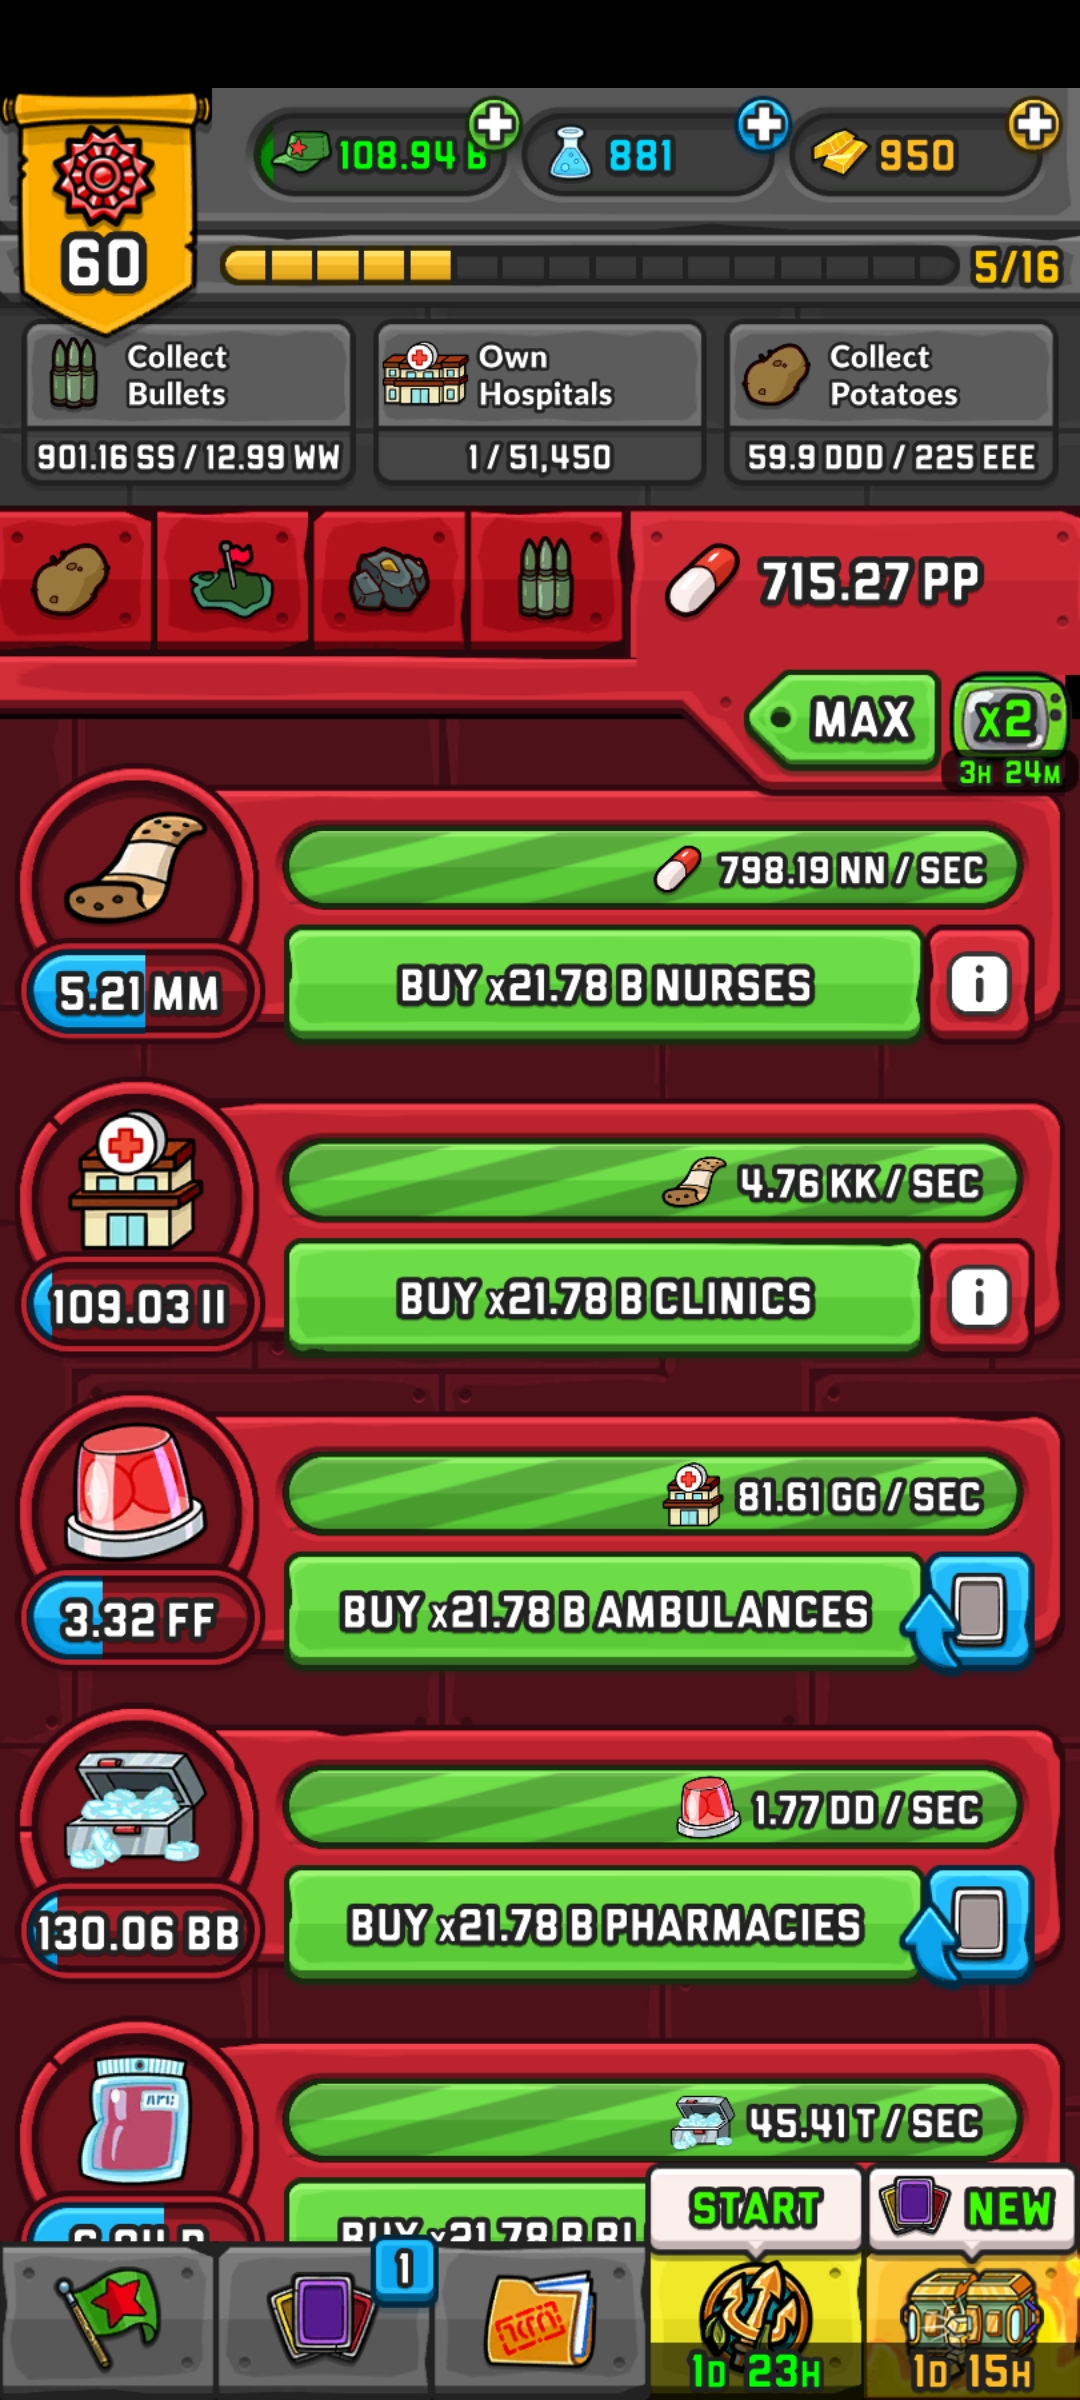 108.94 B
881
950
60
5/16
Collect
Bullets
901.16 SS / 12.99 WW
Own
Hospitals
1 / 51,450
Collect
Potatoes
59.9 DDD / 225 EEE
715.27 PP
MAX
x2
3H 24M
798.19 NN / SEC
5.21 MM
BUY x21.78 B NURSES
i
4.76 KK / SEC
109.03 II
BUY x21.78 B CLINICS
i
81.61 GG / SEC
3.32 FF
BUY x21.78 B AMBULANCES
1.77 DD / SEC
130.06 BB
BUY x21.78 B PHARMACIES
45.41 T / SEC
BUY x21.78 B
START
NEW
1
1D 23H
1D 15H